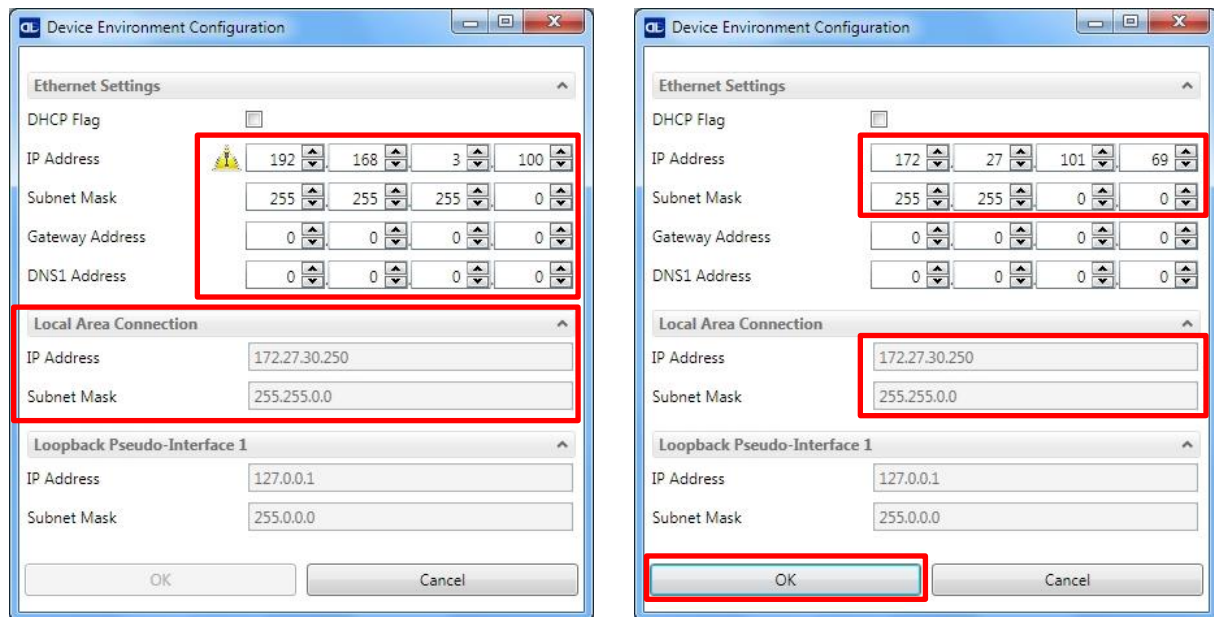 Device Environment Configuration
Ethernet Settings
DHCP Flag
IP Address 192. 168. 3. 100
Subnet Mask 255. 255. 255. 0
Gateway Address 0. 0. 0. 0
DNS1 Address 0. 0. 0. 0
Local Area Connection
IP Address 172.27.30.250
Subnet Mask 255.255.0.0
Loopback Pseudo-Interface 1
IP Address 127.0.0.1
Subnet Mask 255.0.0.0
OK Cancel
Device Environment Configuration
Ethernet Settings
DHCP Flag
IP Address 172. 27. 101. 69
Subnet Mask 255. 255. 0. 0
Gateway Address 0. 0. 0. 0
DNS1 Address 0. 0. 0. 0
Local Area Connection
IP Address 172.27.30.250
Subnet Mask 255.255.0.0
Loopback Pseudo-Interface 1
IP Address 127.0.0.1
Subnet Mask 255.0.0.0
OK Cancel